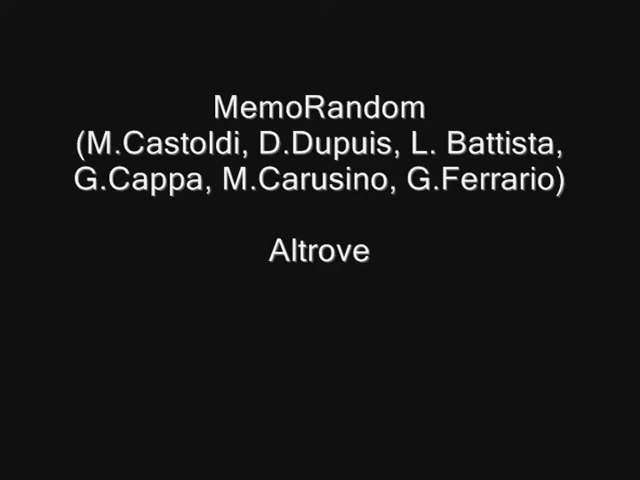 MemoRandom
(M.Castoldi, D.Dupuis, L. Battista,
G.Cappa, M.Carusino, G.Ferrario)
Altrove